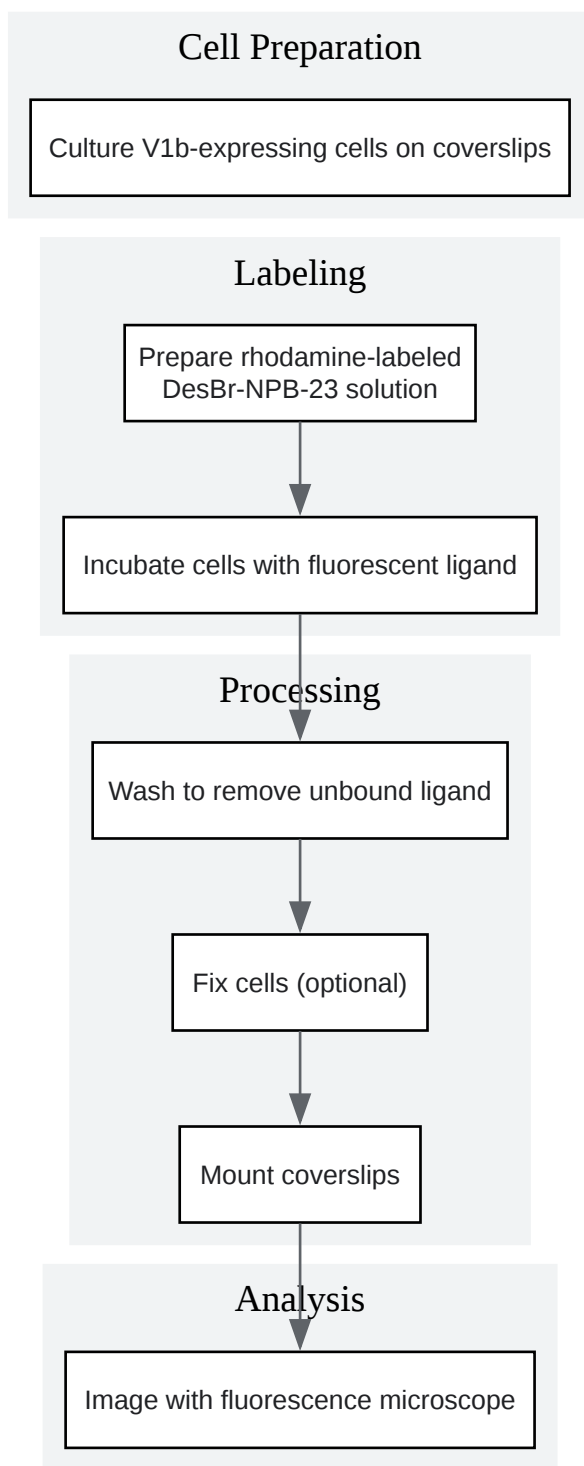 Cell Preparation
Culture V1b-expressing cells on coverslips
Labeling
Prepare rhodamine-labeled
DesBr-NPB-23 solution
Incubate cells with fluorescent ligand
Processing
Wash to remove unbound ligand
Fix cells (optional)
Mount coverslips
Analysis
Image with fluorescence microscope